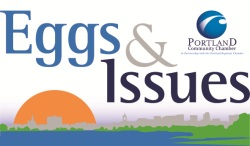 Eggs &
Issues
PORTLAND
Community Chamber